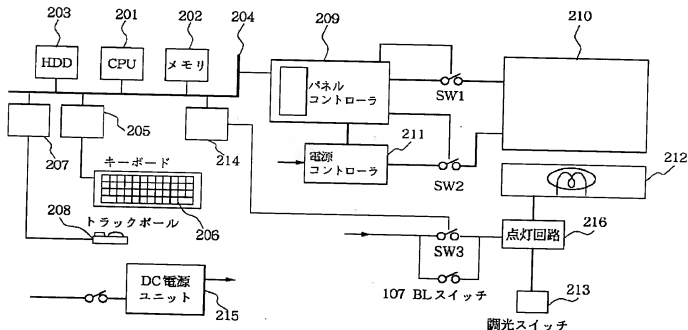 203
201
202
204
209
210
HDD
CPU
メモリ
パネル
コントローラ
SW1
205
207
214
211
電源
コントローラ
SW2
212
キーボード
206
トラックボール
208
点灯回路
216
SW3
DC電源
ユニット
215
107 BLスイッチ
213
調光スイッチ